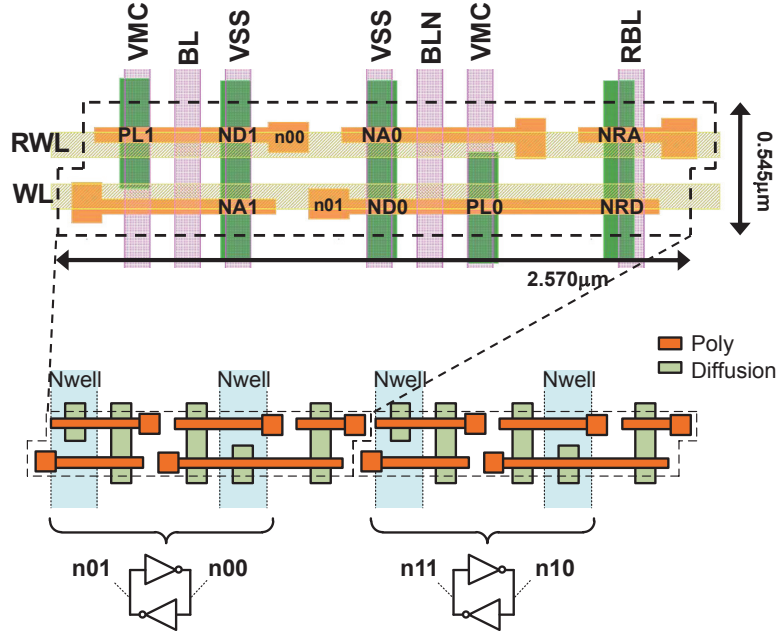 VMC BL VSS VSS BLN VMC RBL
RWL PL1 ND1 n00 NA0 NRA
WL NA1 n01 ND0 PL0 NRD
0.545µm
2.570µm
Poly
Diffusion
Nwell Nwell Nwell Nwell
n01 n00 n11 n10